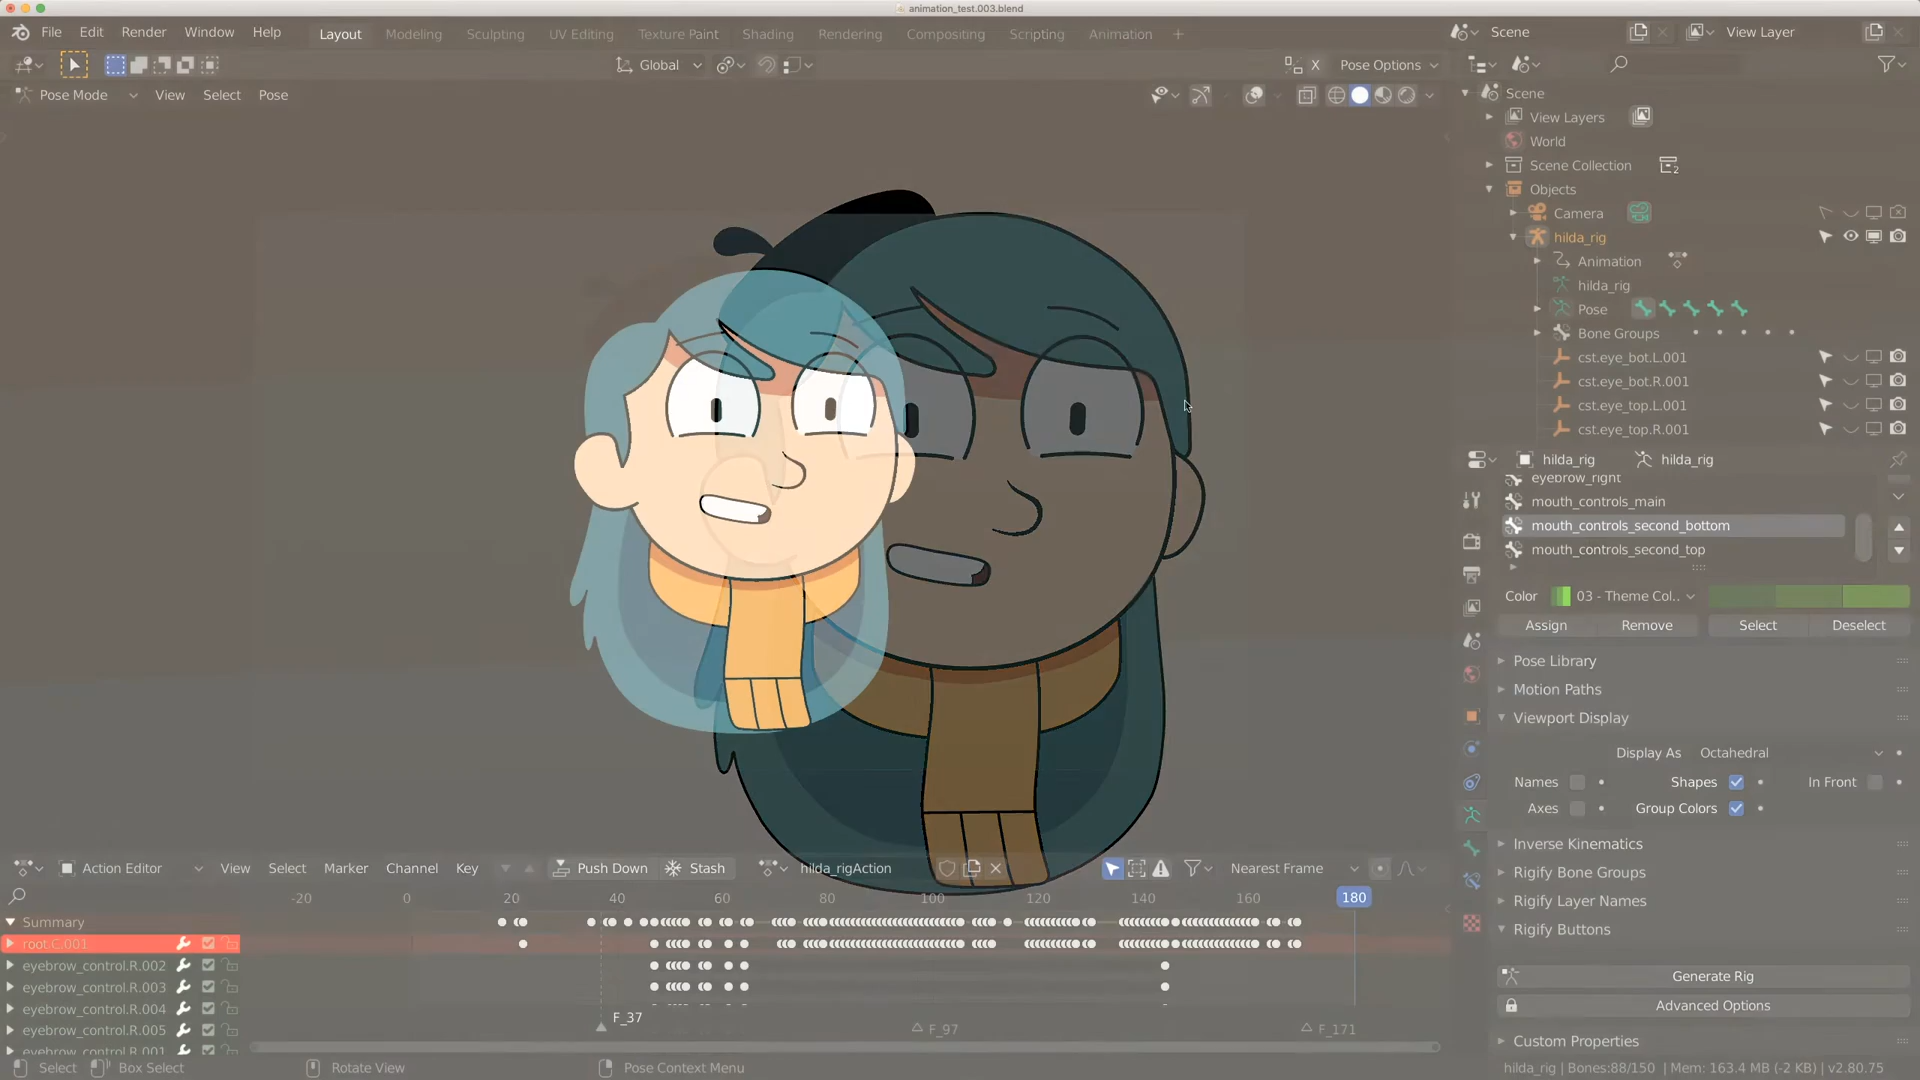 animation_test.003.blend
File Edit Render Window Help Layout Modeling Sculpting UV Editing Texture Paint Shading Rendering Compositing Scripting Animation + Scene View Layer
Global X Pose Options
Pose Mode View Select Pose
Scene
View Layers
World
Scene Collection 2
Objects
Camera
hilda_rig
Animation
hilda_rig
Pose
Bone Groups
cst.eye_bot.L.001
cst.eye_bot.R.001
cst.eye_top.L.001
cst.eye_top.R.001
hilda_rig hilda_rig
eyebrow_right
mouth_controls_main
mouth_controls_second_bottom
mouth_controls_second_top
Color 03 - Theme Col..
Assign Remove Select Deselect
Pose Library
Motion Paths
Viewport Display
Display As Octahedral
Names Shapes In Front
Axes Group Colors
Inverse Kinematics
Rigify Bone Groups
Rigify Layer Names
Rigify Buttons
Generate Rig
Advanced Options
Custom Properties
Action Editor View Select Marker Channel Key Push Down Stash hilda_rigAction Nearest Frame
-20 0 20 40 60 80 100 120 140 160 180
Summary
root.C.001
eyebrow_control.R.002
eyebrow_control.R.003
eyebrow_control.R.004
eyebrow_control.R.005
eyebrow_control.R.001
F_37 F_97 F_171
Select Box Select Rotate View Pose Context Menu hilda_rig | Bones:88/150 | Mem: 163.4 MB (-2 KB) | v2.80.75